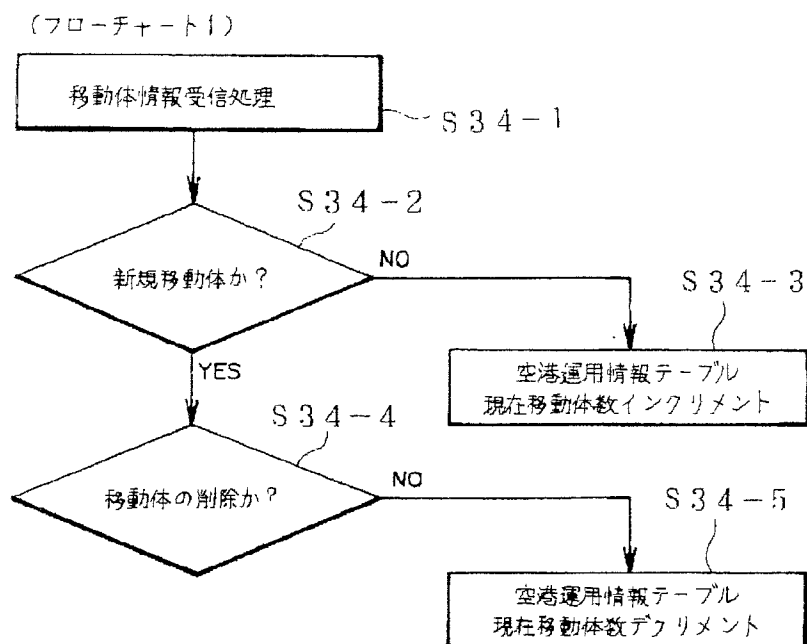 (フローチャート1)
移動体情報受信処理
S34-1
S34-2
新規移動体か?
NO
S34-3
空港運用情報テーブル
現在移動体数インクリメント
YES
S34-4
移動体の削除か?
NO
S34-5
空港運用情報テーブル
現在移動体数デクリメント